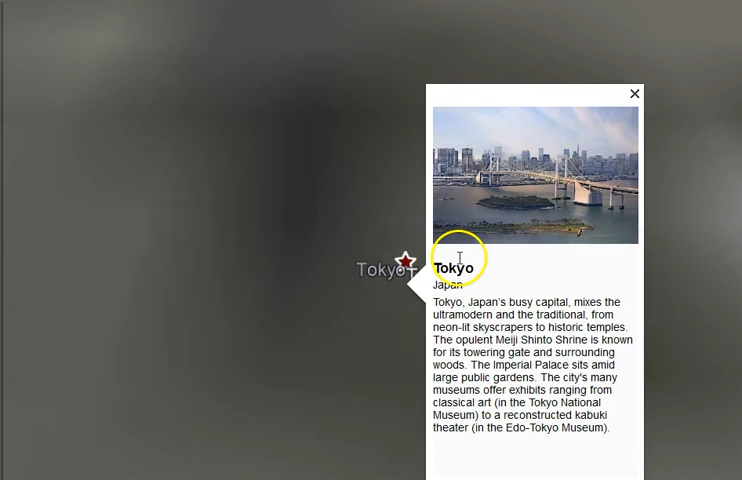 Tokyo
Tokyo
Japan
Tokyo, Japan's busy capital, mixes the
ultramodern and the traditional, from
neon-lit skyscrapers to historic temples.
The opulent Meiji Shinto Shrine is known
for its towering gate and surrounding
woods. The Imperial Palace sits amid
large public gardens. The city's many
museums offer exhibits ranging from
classical art (in the Tokyo National
Museum) to a reconstructed kabuki
theater (in the Edo-Tokyo Museum).